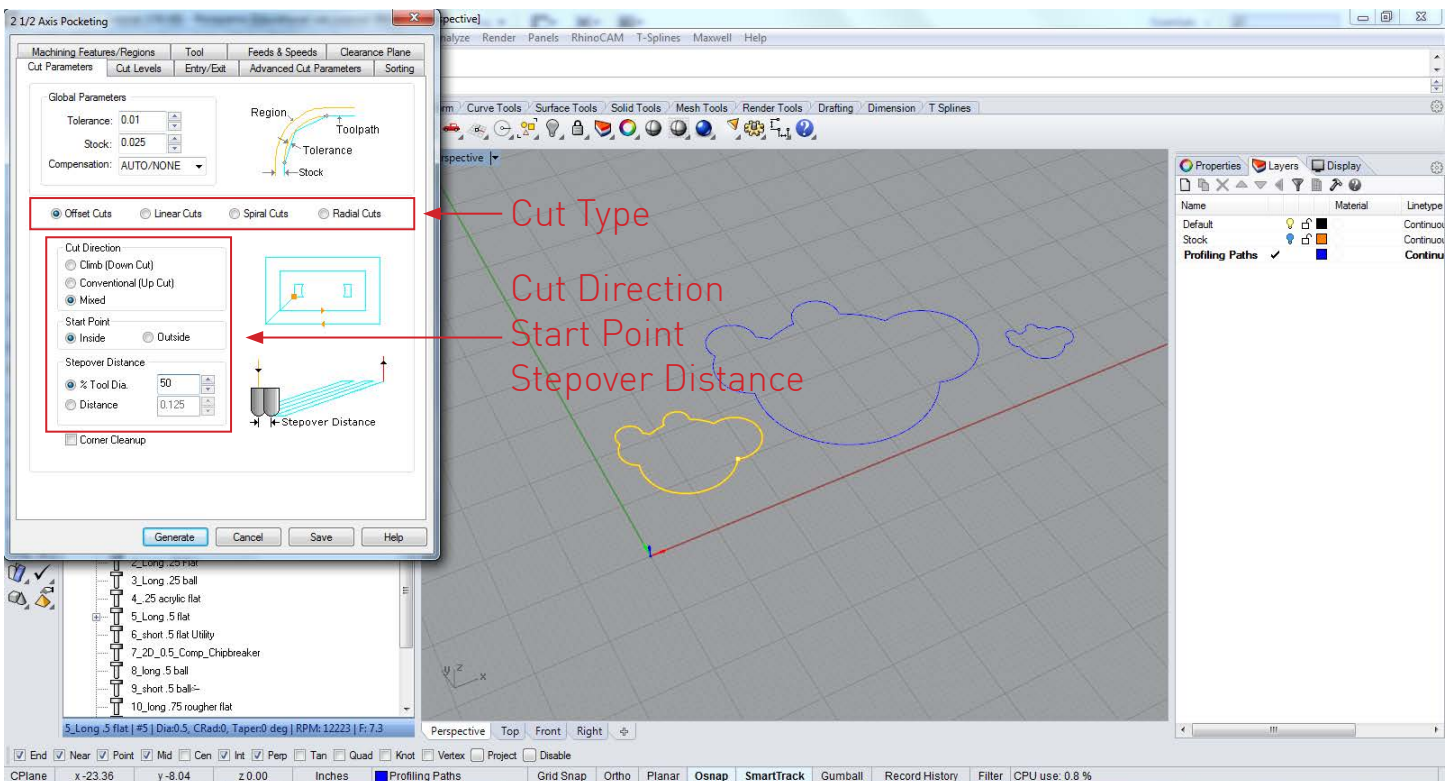 2 1/2 Axis Pocketing
spective]
Machining Features/Regions Tool Feeds & Speeds Clearance Plane
Cut Parameters Cut Levels Entry/Exit Advanced Cut Parameters Sorting
Global Parameters
Tolerance: 0.01
Stock: 0.025
Compensation: AUTO/NONE
Region
Toolpath
Tolerance
Stock
Offset Cuts Linear Cuts Spiral Cuts Radial Cuts
Cut Direction
Climb (Down Cut)
Conventional (Up Cut)
Mixed
Start Point
Inside Outside
Stepover Distance
% Tool Dia. 50
Distance 0.125
Stepover Distance
Corner Cleanup
Generate Cancel Save Help
nalyze Render Panels RhinoCAM T-Splines Maxwell Help
rm Curve Tools Surface Tools Solid Tools Mesh Tools Render Tools Drafting Dimension T Splines
rspective
Cut Type
Cut Direction
Start Point
Stepover Distance
y z x
Properties Layers Display
Name Material Linetype
Default Continuou
Stock Continuou
Profiling Paths Continu
2_Long .25 Flat
3_Long .25 ball
4_.25 acrylic flat
5_Long .5 flat
6_short .5 flat Utility
7_2D_0.5_Comp_Chipbreaker
8_long .5 ball
9_short .5 ball
10_long .75 rougher flat
5_Long .5 flat | #5 | Dia:0.5, CRad:0, Taper:0 deg | RPM: 12223 | F: 7.3
Perspective Top Front Right
End Near Point Mid Cen Int Perp Tan Quad Knot Vertex Project Disable
CPlane x -23.36 y -8.04 z 0.00 Inches Profiling Paths Grid Snap Ortho Planar Osnap SmartTrack Gumball Record History Filter CPU use: 0.8 %